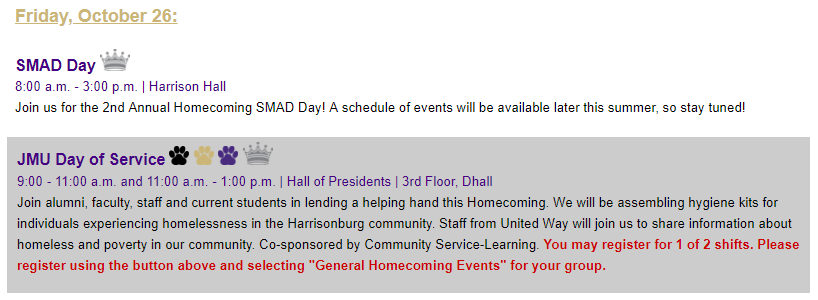 Friday, October 26:
SMAD Day
8:00 a.m. - 3:00 p.m. | Harrison Hall
Join us for the 2nd Annual Homecoming SMAD Day! A schedule of events will be available later this summer, so stay tuned!
JMU Day of Service
9:00 - 11:00 a.m. and 11:00 a.m. - 1:00 p.m. | Hall of Presidents | 3rd Floor, Dhall
Join alumni, faculty, staff and current students in lending a helping hand this Homecoming. We will be assembling hygiene kits for
individuals experiencing homelessness in the Harrisonburg community. Staff from United Way will join us to share information about
homeless and poverty in our community. Co-sponsored by Community Service-Learning. You may register for 1 of 2 shifts. Please
register using the button above and selecting "General Homecoming Events" for your group.